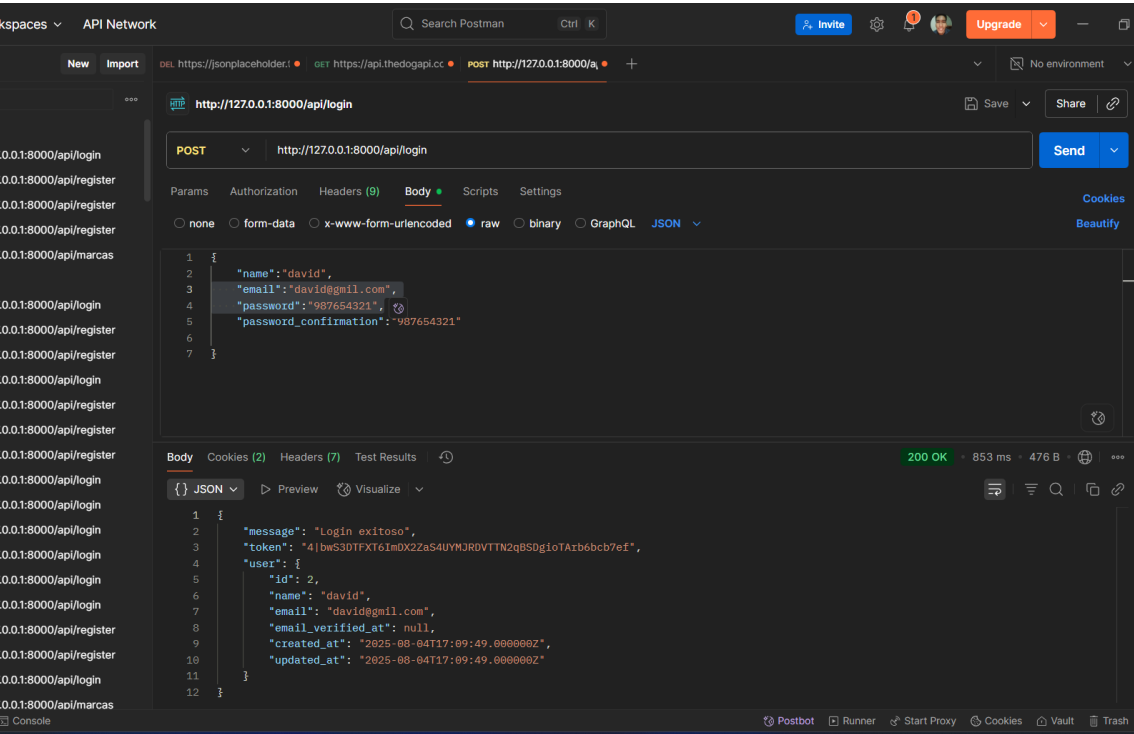 kspaces API Network Search Postman Ctrl K Invite 1 Upgrade
New Import DEL https://jsonplaceholder.t GET https://api.thedogapi.cc POST http://127.0.0.1:8000/a No environment
HTTP http://127.0.0.1:8000/api/login Save Share
POST http://127.0.0.1:8000/api/login Send
Params Authorization Headers (9) Body Scripts Settings Cookies
none form-data x-www-form-urlencoded raw binary GraphQL JSON Beautify
1 {
2 "name":"david",
3 "email":"david@gmil.com",
4 "password":"987654321",
5 "password_confirmation":"987654321"
6
7 }
.0.0.1:8000/api/login
.0.0.1:8000/api/register
.0.0.1:8000/api/register
.0.0.1:8000/api/register
.0.0.1:8000/api/marcas
.0.0.1:8000/api/login
.0.0.1:8000/api/register
.0.0.1:8000/api/register
.0.0.1:8000/api/login
.0.0.1:8000/api/register
.0.0.1:8000/api/register
.0.0.1:8000/api/register
.0.0.1:8000/api/login
.0.0.1:8000/api/login
.0.0.1:8000/api/login
.0.0.1:8000/api/login
.0.0.1:8000/api/login
.0.0.1:8000/api/login
.0.0.1:8000/api/register
.0.0.1:8000/api/register
.0.0.1:8000/api/login
.0.0.1:8000/api/marcas
Body Cookies (2) Headers (7) Test Results 200 OK 853 ms 476 B
{} JSON Preview Visualize
1 {
2 "message": "Login exitoso",
3 "token": "4|bwS3DTFXT6ImDX2ZaS4UYMJRDVTTN2qBSDgioTArb6bcb7ef",
4 "user": {
5 "id": 2,
6 "name": "david",
7 "email": "david@gmil.com",
8 "email_verified_at": null,
9 "created_at": "2025-08-04T17:09:49.000000Z",
10 "updated_at": "2025-08-04T17:09:49.000000Z"
11 }
12 }
Console Postbot Runner Start Proxy Cookies Vault Trash